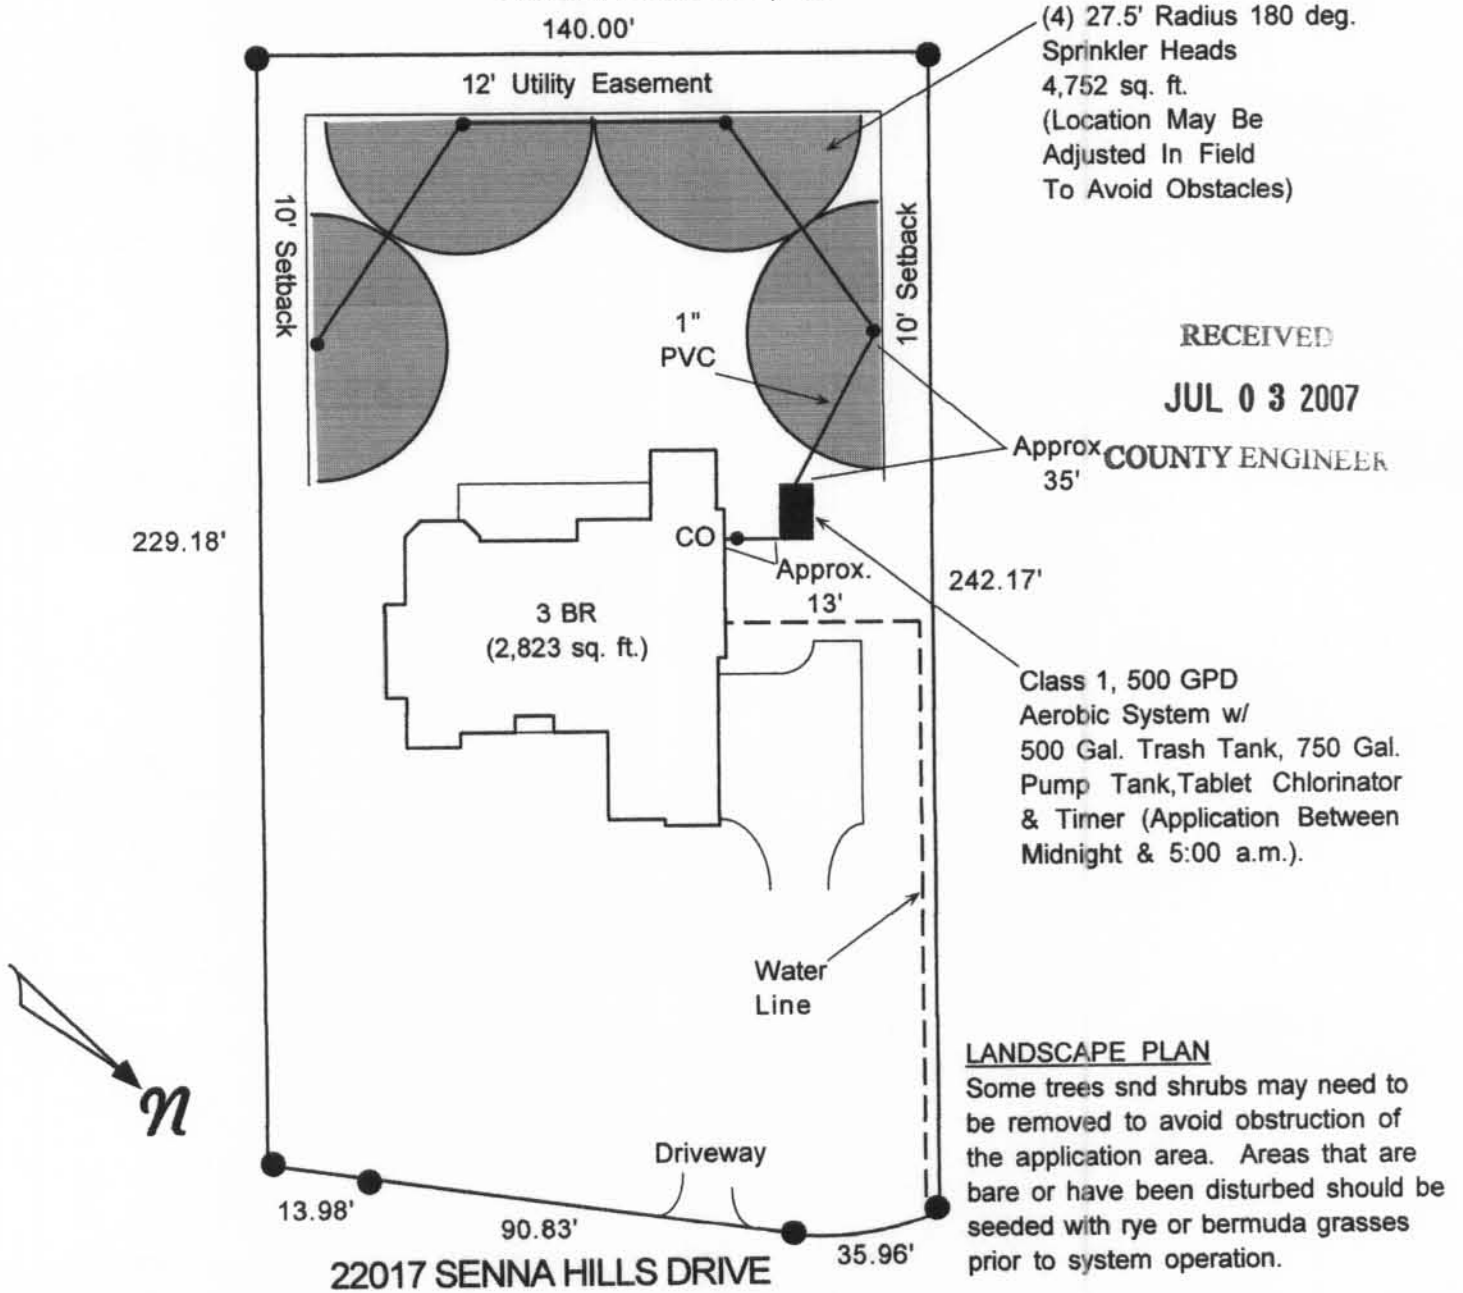 140.00'
12' Utility Easement
(4) 27.5' Radius 180 deg.
Sprinkler Heads
4,752 sq. ft.
(Location May Be
Adjusted In Field
To Avoid Obstacles)
10' Setback
10' Setback
1"
PVC
RECEIVED
JUL 0 3 2007
COUNTY ENGINEER
Approx.
35'
229.18'
CO
Approx.
13'
242.17'
3 BR
(2,823 sq. ft.)
Class 1, 500 GPD
Aerobic System w/
500 Gal. Trash Tank, 750 Gal.
Pump Tank,Tablet Chlorinator
& Timer (Application Between
Midnight & 5:00 a.m.).
Water
Line
n
LANDSCAPE PLAN
Some trees snd shrubs may need to
be removed to avoid obstruction of
the application area. Areas that are
bare or have been disturbed should be
seeded with rye or bermuda grasses
prior to system operation.
Driveway
13.98'
90.83'
35.96'
22017 SENNA HILLS DRIVE